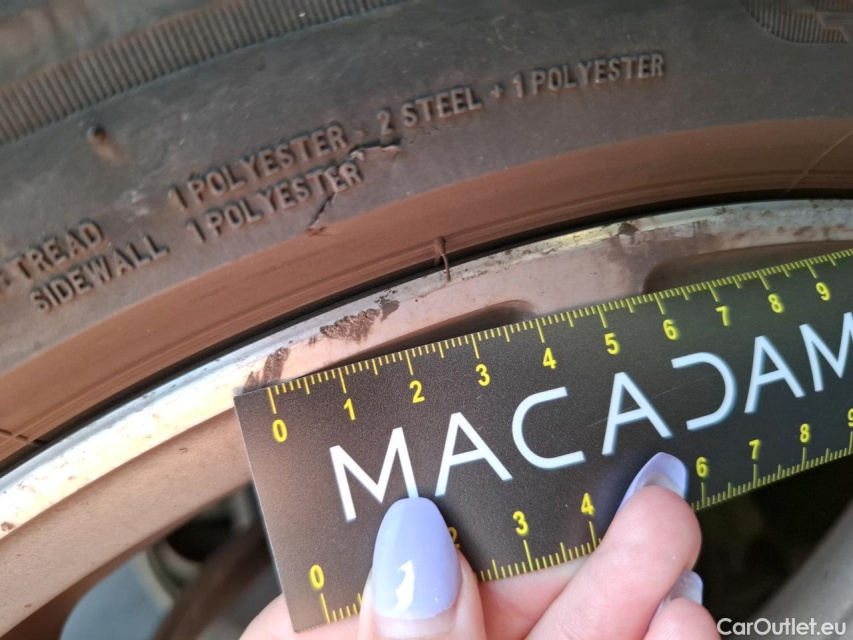 TREAD 1 POLYESTER + 2 STEEL + 1 POLYESTER
SIDEWALL 1 POLYESTER
0 1 2 3 4 5 6 7 8 9
MACADAM
0 2 3 4 6 7 8 9
CarOutlet.eu